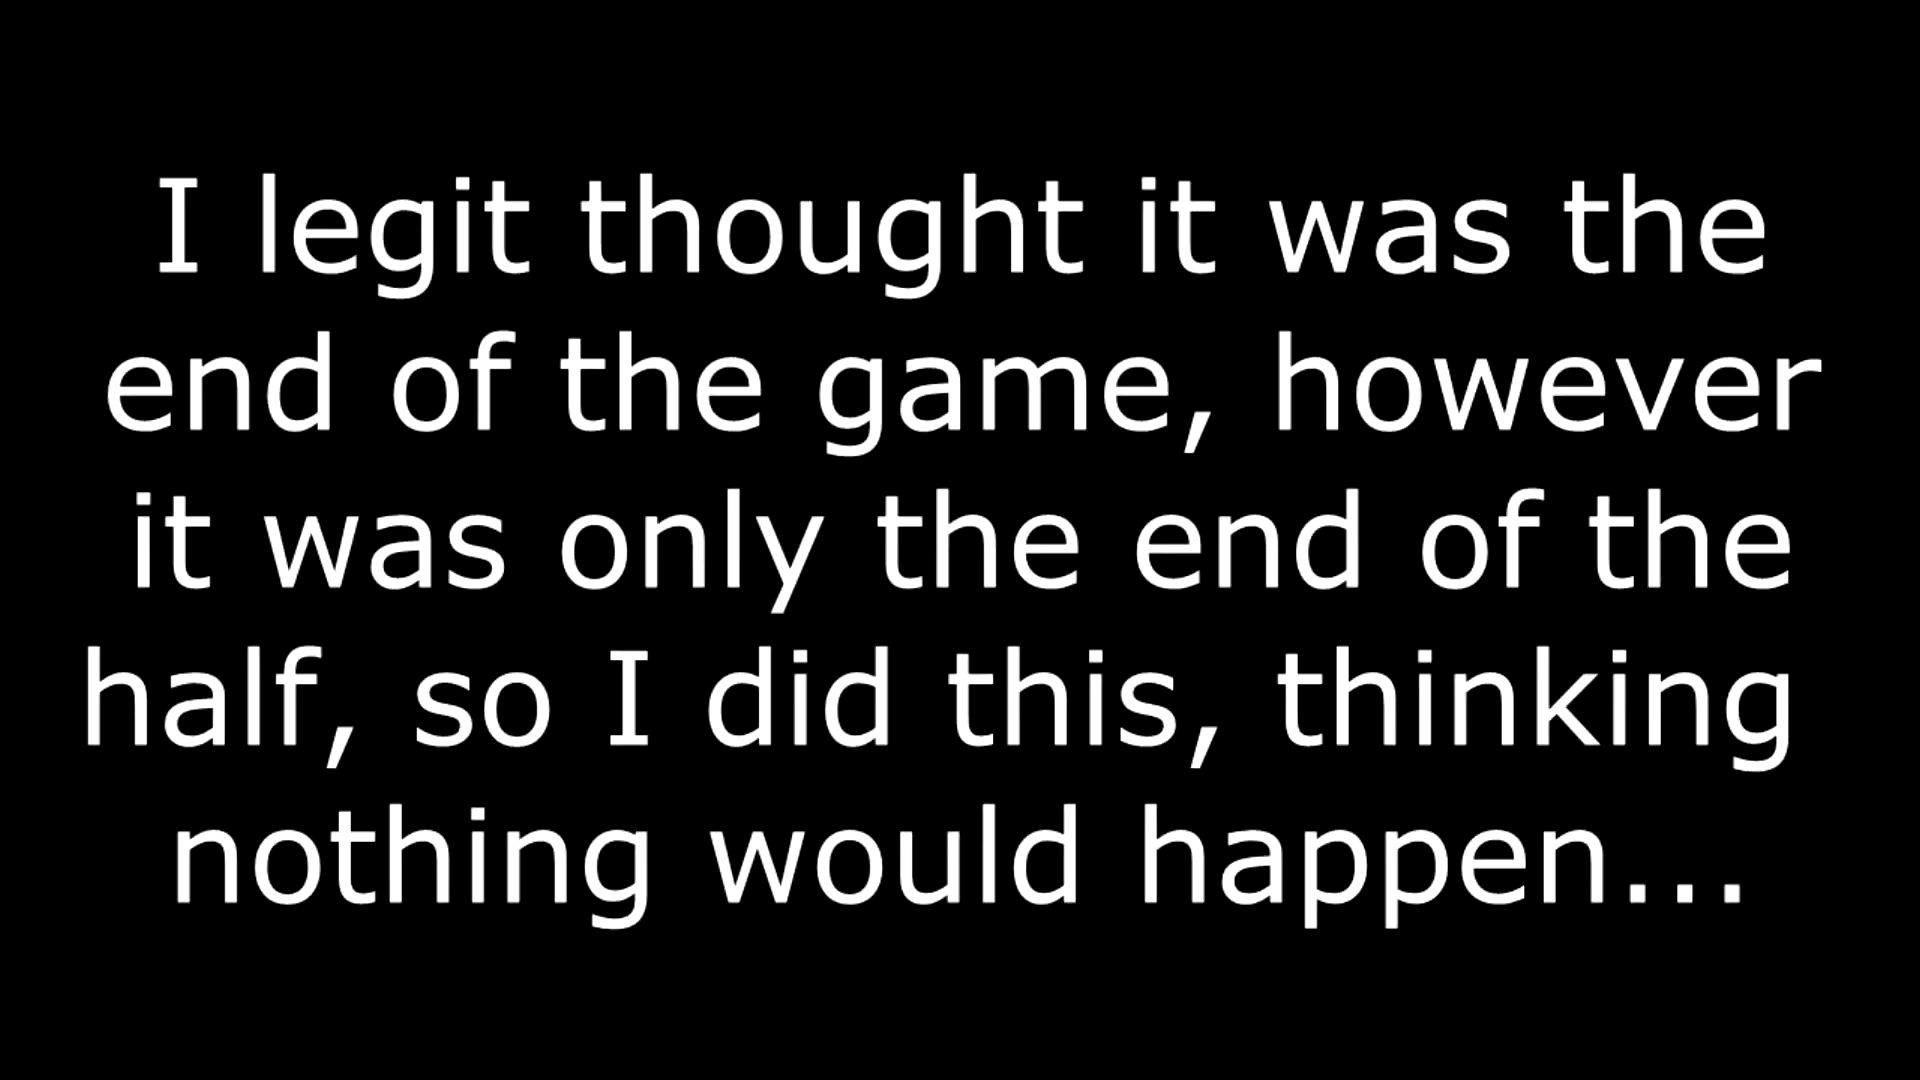 I legit thought it was the
end of the game, however
it was only the end of the
half, so I did this, thinking
nothing would happen...